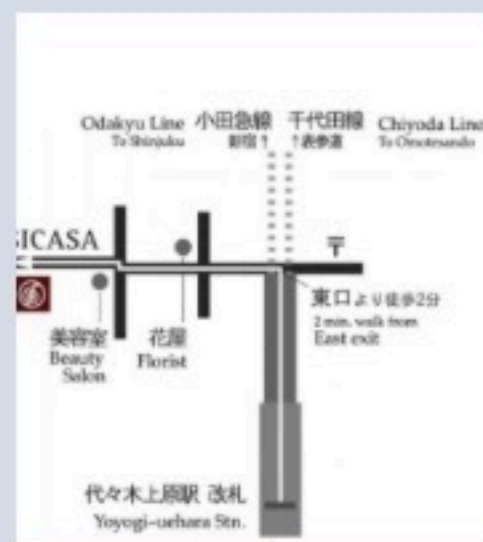 Odakyu Line 小田急線 千代田線 Chiyoda Line
To Shinjuku 新宿↑ ↑表参道 To Omotesando
SICASA
〒
東口より徒歩2分
2 min. walk from
East exit
美容室
Beauty
Salon
花屋
Florist
代々木上原駅 改札
Yoyogi-uehara Stn.